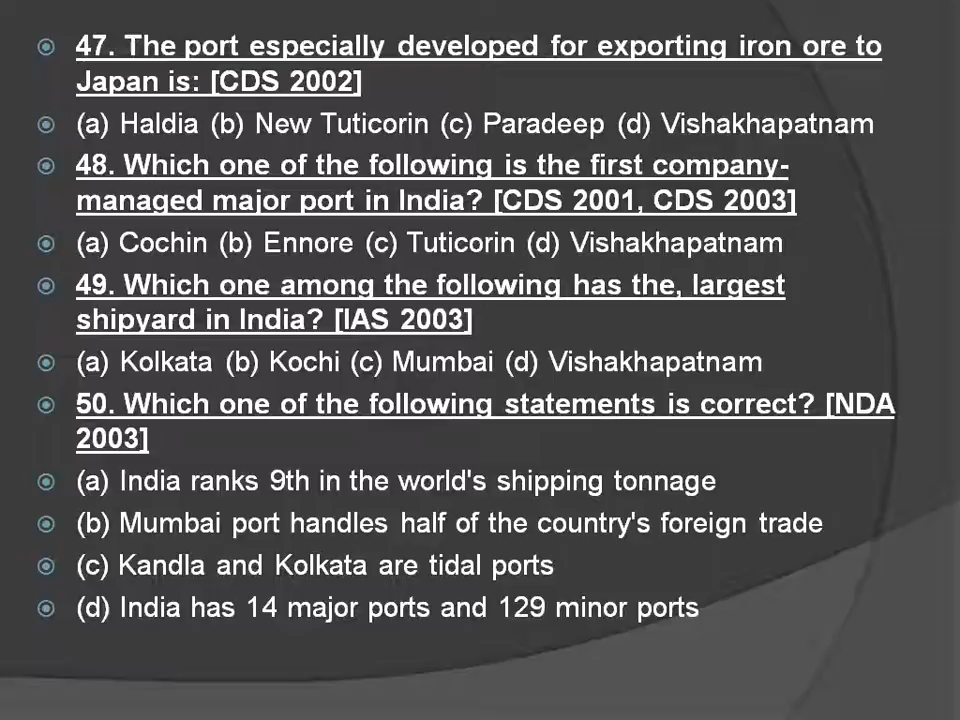 47. The port especially developed for exporting iron ore to
Japan is: [CDS 2002]
(a) Haldia (b) New Tuticorin (c) Paradeep (d) Vishakhapatnam
48. Which one of the following is the first company-
managed major port in India? [CDS 2001, CDS 2003]
(a) Cochin (b) Ennore (c) Tuticorin (d) Vishakhapatnam
49. Which one among the following has the, largest
shipyard in India? [IAS 2003]
(a) Kolkata (b) Kochi (c) Mumbai (d) Vishakhapatnam
50. Which one of the following statements is correct? [NDA
2003]
(a) India ranks 9th in the world's shipping tonnage
(b) Mumbai port handles half of the country's foreign trade
(c) Kandla and Kolkata are tidal ports
(d) India has 14 major ports and 129 minor ports